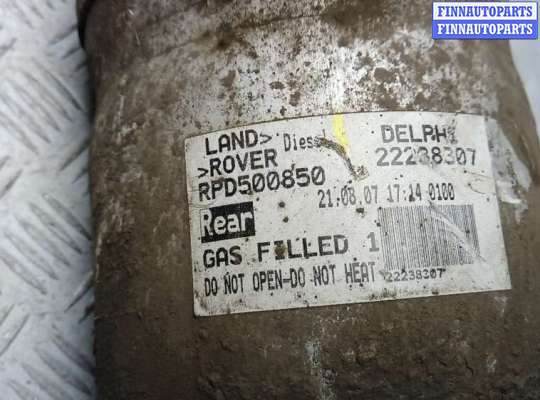 FINNAUTOPARTS
FINNAUTOPARTS
LAND> Diesel DELPHI
>ROVER 22238307
RPD500850
21.08.07 17:14 0100
Rear
GAS FILLED 1
DO NOT OPEN-DO NOT HEAT 22238307